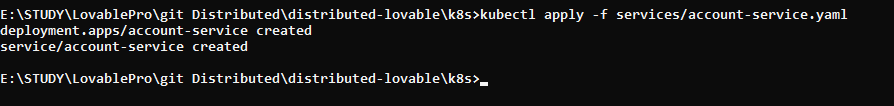 E:\STUDY\LovablePro\git Distributed\distributed-lovable\k8s>kubectl apply -f services/account-service.yaml
deployment.apps/account-service created
service/account-service created
E:\STUDY\LovablePro\git Distributed\distributed-lovable\k8s>